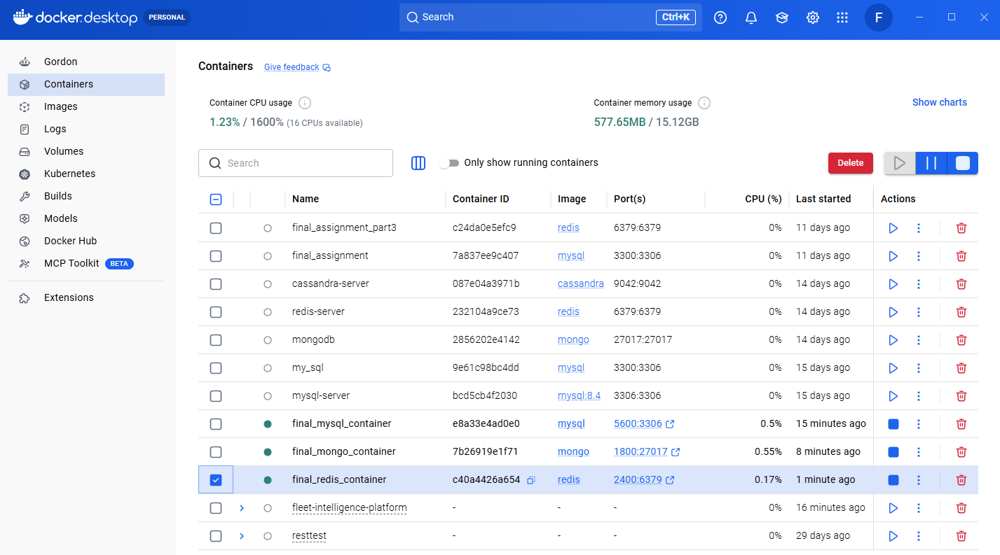 docker.desktop PERSONAL Search Ctrl+K F
Gordon
Containers
Images
Logs
Volumes
Kubernetes
Builds
Models
Docker Hub
MCP Toolkit BETA
Extensions
Containers Give feedback
Container CPU usage
1.23% / 1600% (16 CPUs available)
Container memory usage
577.65MB / 15.12GB
Show charts
Search Only show running containers Delete
Name Container ID Image Port(s) CPU (%) Last started Actions
final_assignment_part3 c24da0e5efc9 redis 6379:6379 0% 11 days ago
final_assignment 7a837ee9c407 mysql 3300:3306 0% 11 days ago
cassandra-server 087e04a3971b cassandra 9042:9042 0% 14 days ago
redis-server 232104a9ce73 redis 6379:6379 0% 14 days ago
mongodb 2856202e4142 mongo 27017:27017 0% 14 days ago
my_sql 9e61c98bc4dd mysql 3300:3306 0% 15 days ago
mysql-server bcd5cb4f2030 mysql:8.4 3306:3306 0% 15 days ago
final_mysql_container e8a33e4ad0e0 mysql 5600:3306 0.5% 15 minutes ago
final_mongo_container 7b26919e1f71 mongo 1800:27017 0.55% 8 minutes ago
final_redis_container c40a4426a654 redis 2400:6379 0.17% 1 minute ago
fleet-intelligence-platform - - - 0% 16 minutes ago
resttest - - - 0% 29 days ago